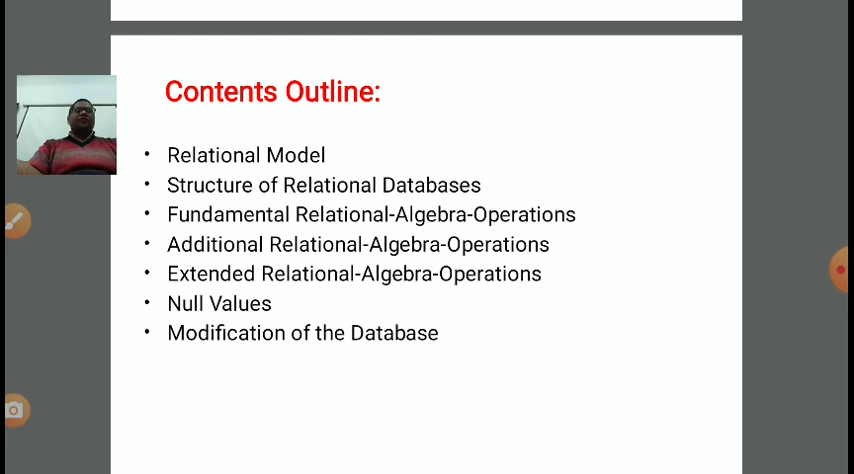 Contents Outline:
• Relational Model
• Structure of Relational Databases
• Fundamental Relational-Algebra-Operations
• Additional Relational-Algebra-Operations
• Extended Relational-Algebra-Operations
• Null Values
• Modification of the Database